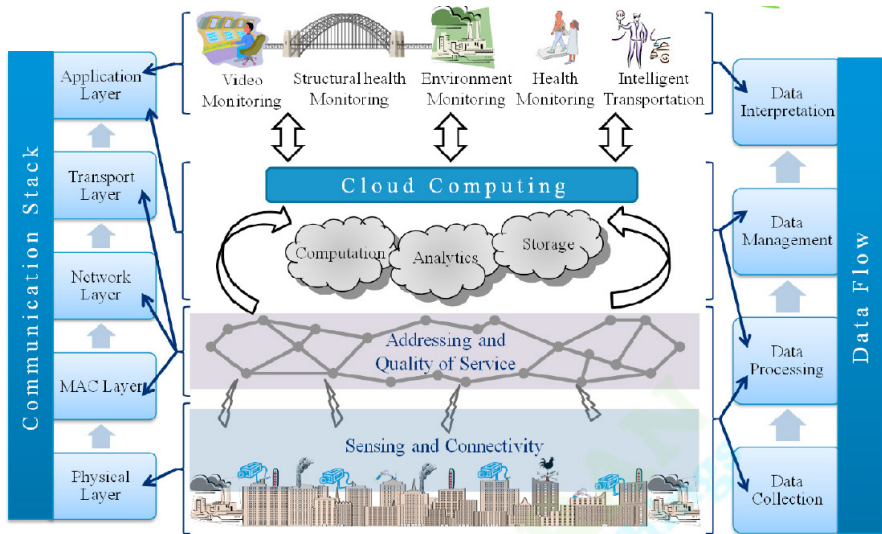 Communication Stack
Application
Layer
Transport
Layer
Network
Layer
MAC Layer
Physical
Layer
Video
Monitoring
Structural health
Monitoring
Environment
Monitoring
Health
Monitoring
Intelligent
Transportation
Cloud Computing
Computation
Analytics
Storage
Addressing and
Quality of Service
Sensing and Connectivity
Data
Interpretation
Data
Management
Data
Processing
Data
Collection
Data Flow